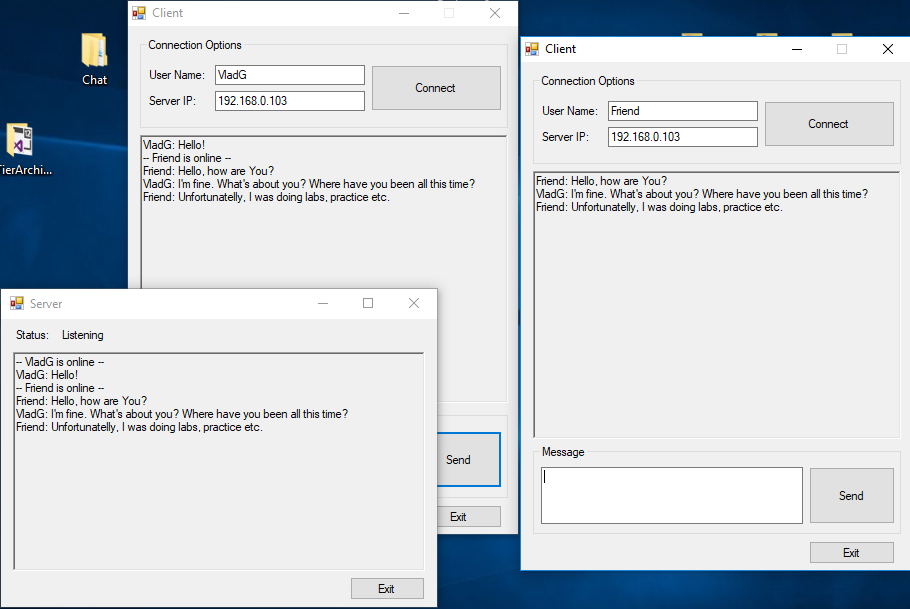 Chat
TierArchi...
Client
Connection Options
User Name: VladG
Connect
Server IP: 192.168.0.103
VladG: Hello!
-- Friend is online --
Friend: Hello, how are You?
VladG: I'm fine. What's about you? Where have you been all this time?
Friend: Unfortunatelly, I was doing labs, practice etc.
Send
Exit
Client
Connection Options
User Name: Friend
Connect
Server IP: 192.168.0.103
Friend: Hello, how are You?
VladG: I'm fine. What's about you? Where have you been all this time?
Friend: Unfortunatelly, I was doing labs, practice etc.
Message
Send
Exit
Server
Status: Listening
-- VladG is online --
VladG: Hello!
-- Friend is online --
Friend: Hello, how are You?
VladG: I'm fine. What's about you? Where have you been all this time?
Friend: Unfortunatelly, I was doing labs, practice etc.
Exit